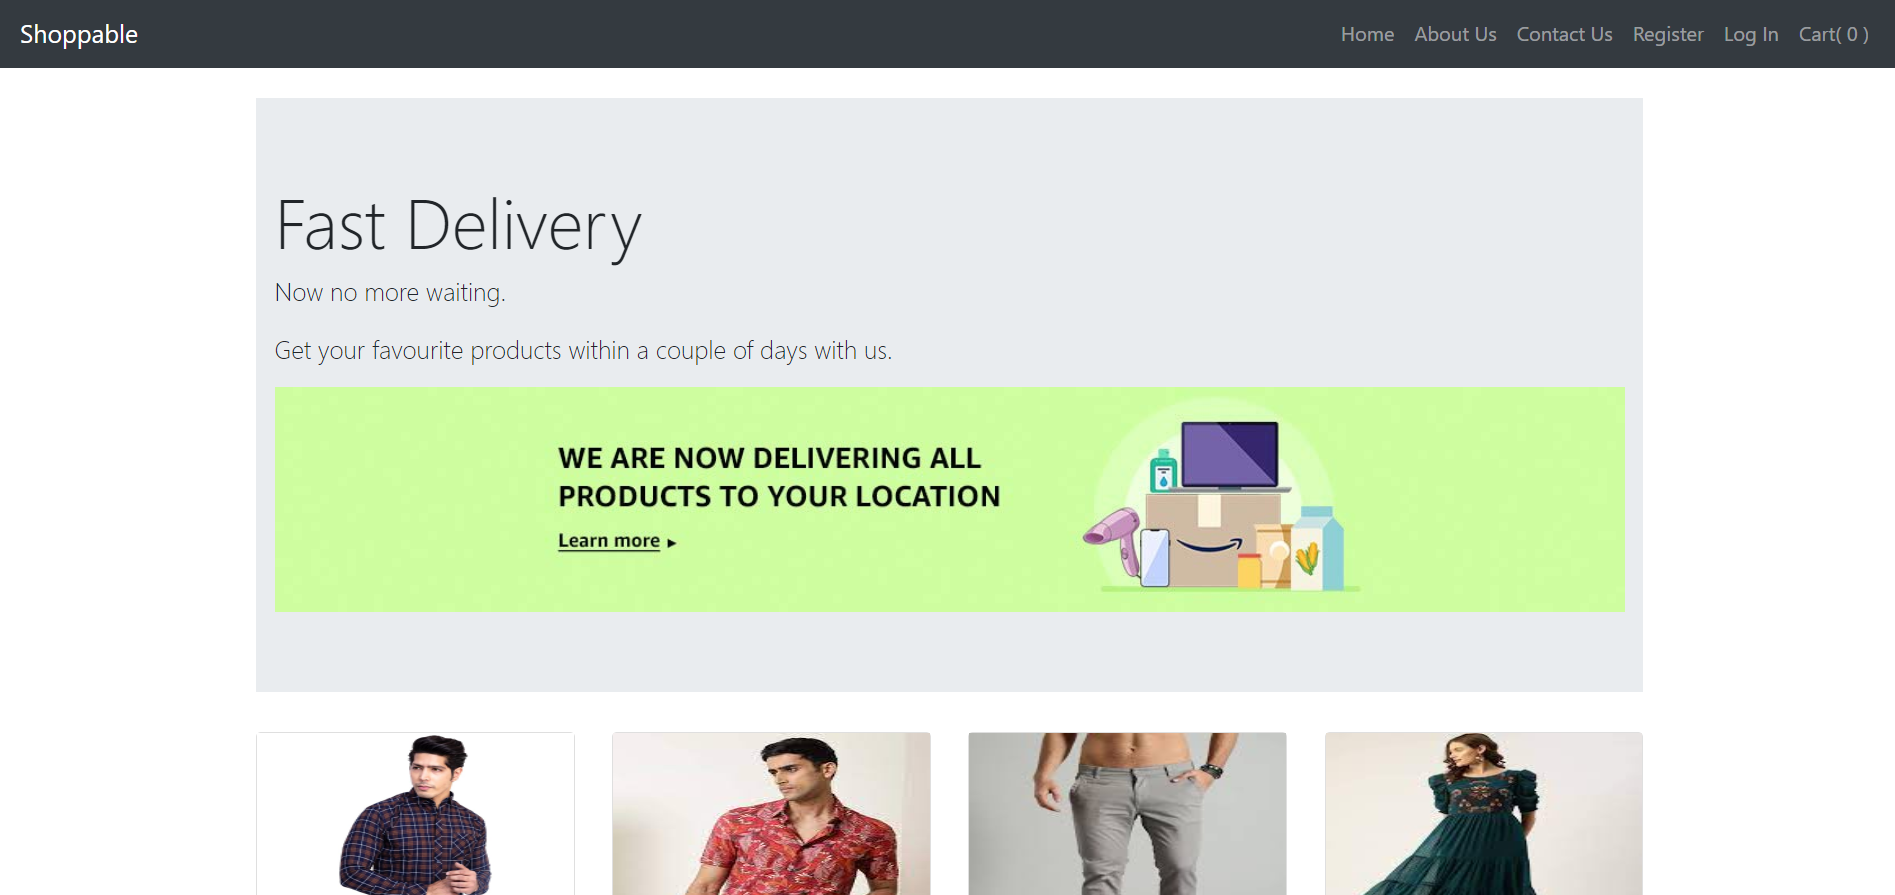 Shoppable
Home About Us Contact Us Register Log In Cart( 0 )
Fast Delivery
Now no more waiting.
Get your favourite products within a couple of days with us.
WE ARE NOW DELIVERING ALL
PRODUCTS TO YOUR LOCATION
Learn more ▸